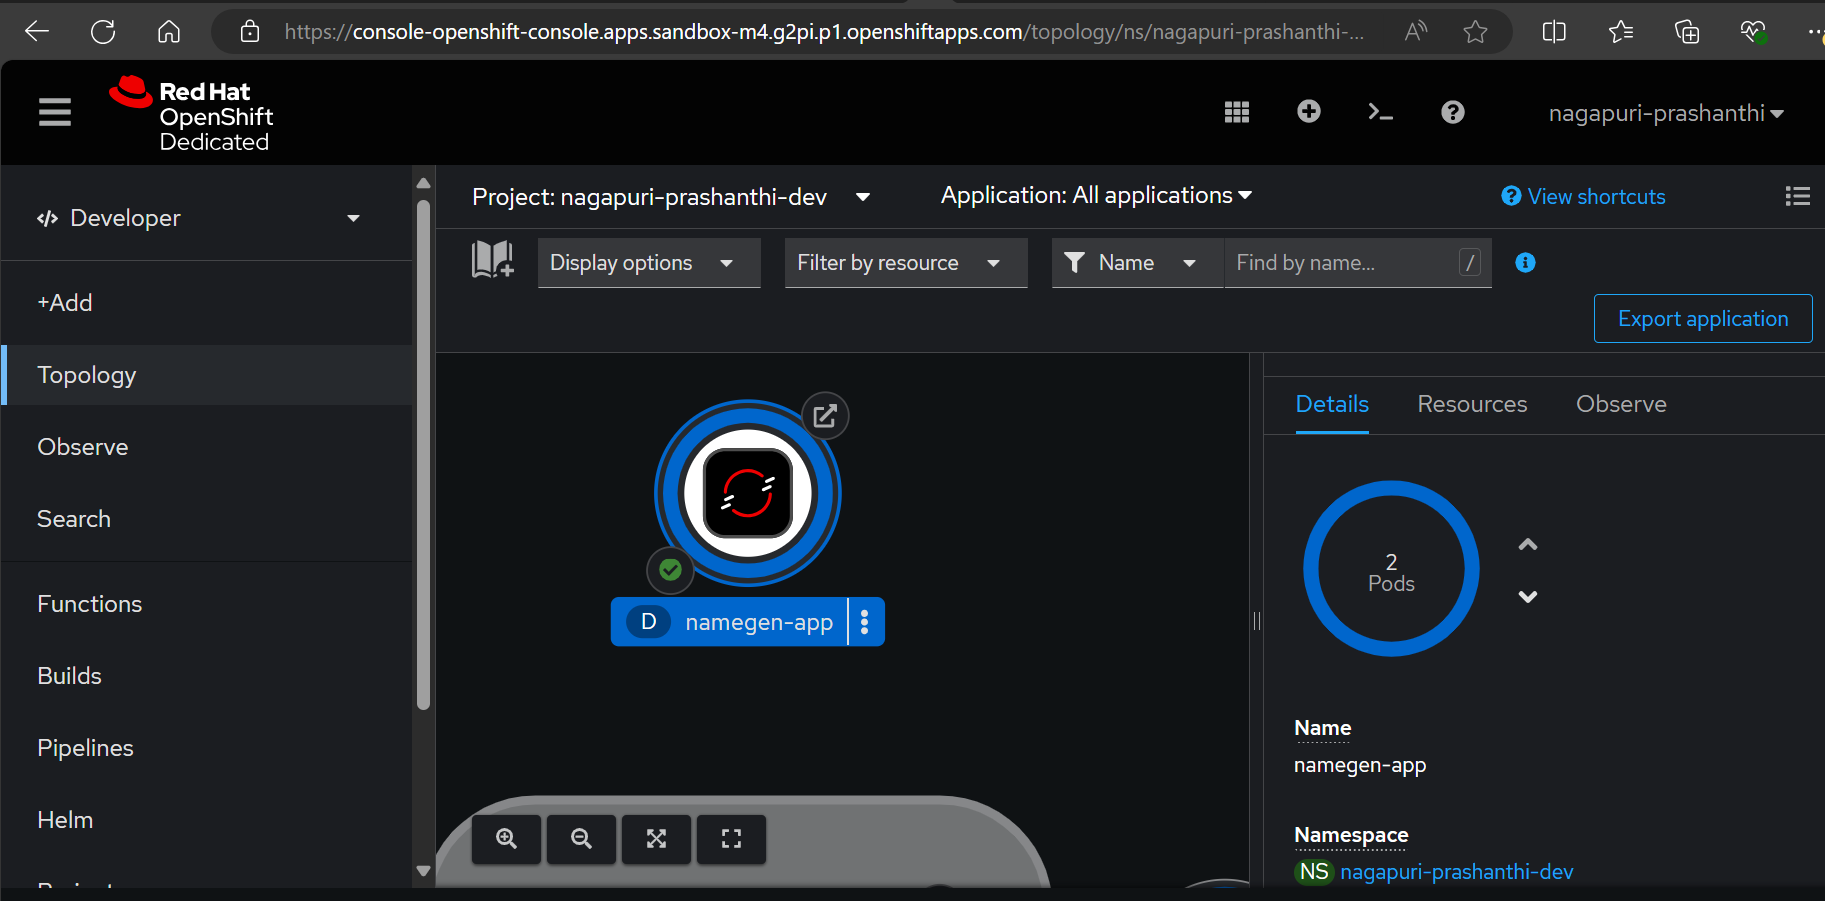 https://console-openshift-console.apps.sandbox-m4.g2pi.p1.openshiftapps.com/topology/ns/nagapuri-prashanthi-...
Red Hat
OpenShift
Dedicated
nagapuri-prashanthi
Developer
+Add
Topology
Observe
Search
Functions
Builds
Pipelines
Helm
Project: nagapuri-prashanthi-dev
Application: All applications
View shortcuts
Display options
Filter by resource
Name
Find by name...
/
Export application
D namegen-app
Details
Resources
Observe
2
Pods
Name
namegen-app
Namespace
NS nagapuri-prashanthi-dev